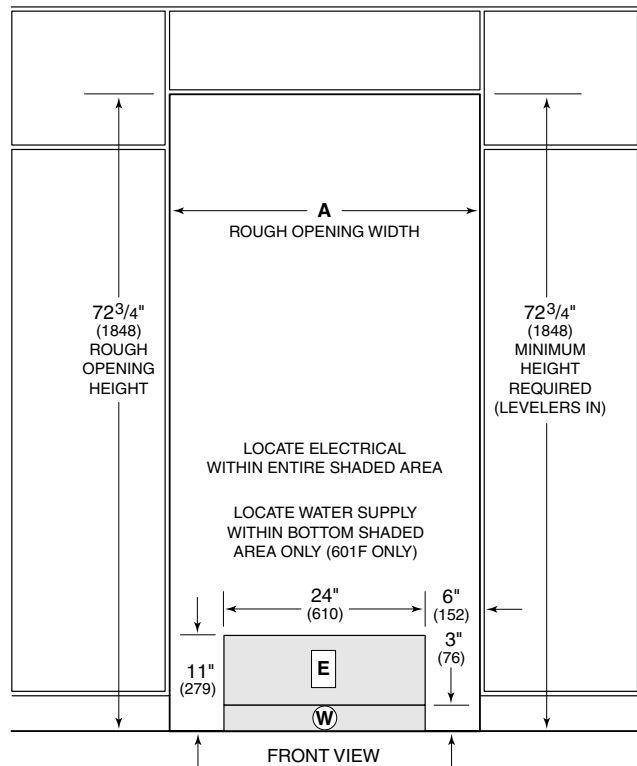 A
ROUGH OPENING WIDTH
72 3/4"
(1848)
ROUGH
OPENING
HEIGHT
72 3/4"
(1848)
MINIMUM
HEIGHT
REQUIRED
(LEVELERS IN)
LOCATE ELECTRICAL
WITHIN ENTIRE SHADED AREA
LOCATE WATER SUPPLY
WITHIN BOTTOM SHADED
AREA ONLY (601F ONLY)
24"
(610)
6"
(152)
3"
(76)
11"
(279)
E
W
FRONT VIEW